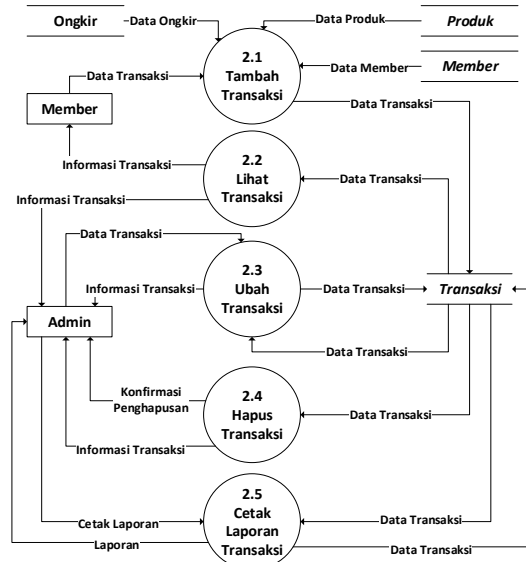 Ongkir
Data Ongkir
Data Produk
Produk
2.1
Tambah
Transaksi
Data Member
Member
Data Transaksi
Member
Data Transaksi
Informasi Transaksi
2.2
Lihat
Transaksi
Data Transaksi
Informasi Transaksi
Data Transaksi
2.3
Ubah
Transaksi
Informasi Transaksi
Data Transaksi
Transaksi
Admin
Data Transaksi
Konfirmasi
Penghapusan
2.4
Hapus
Transaksi
Data Transaksi
Informasi Transaksi
2.5
Cetak
Laporan
Transaksi
Cetak Laporan
Data Transaksi
Laporan
Data Transaksi